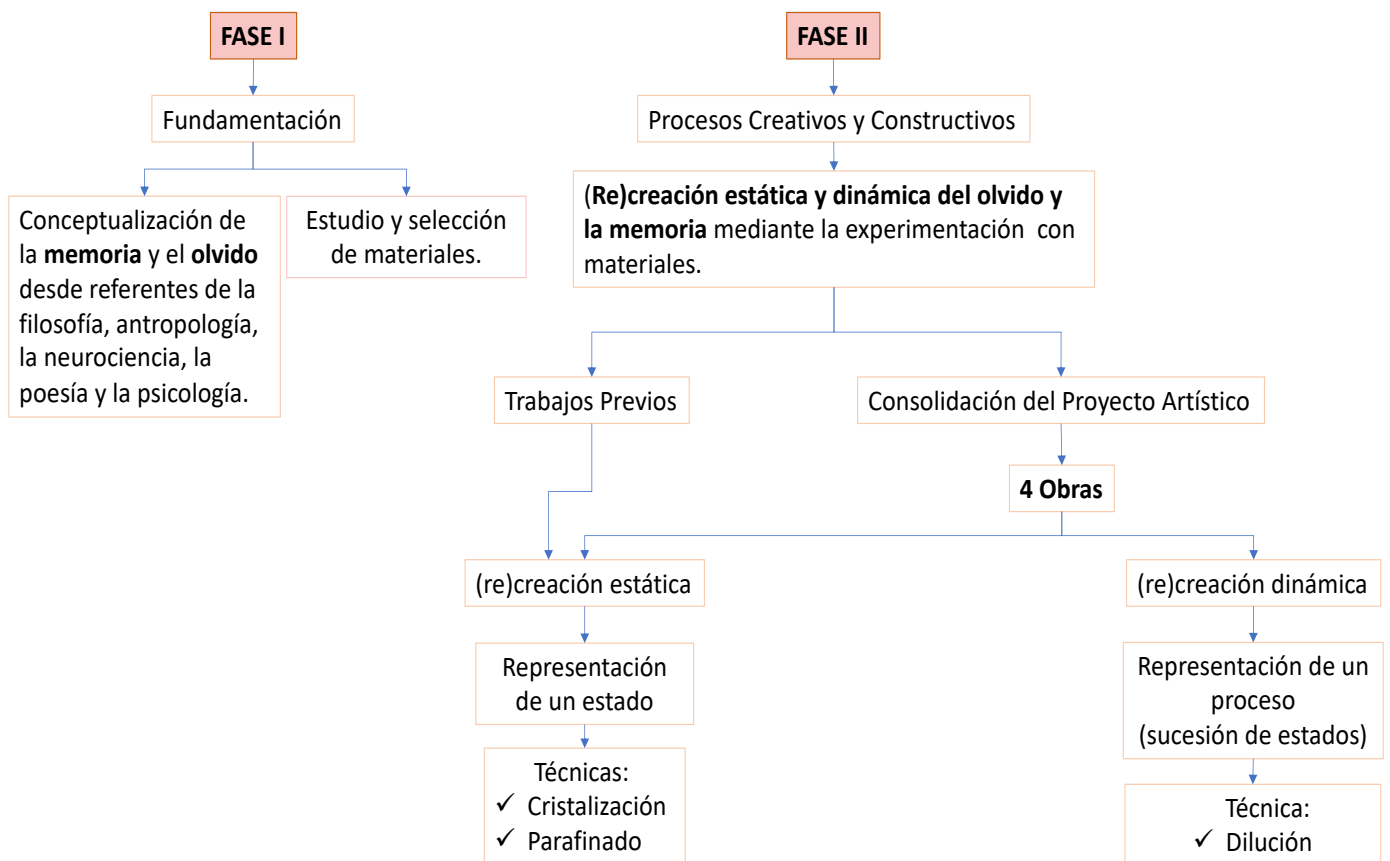 FASE I
Fundamentación
Conceptualización de
la memoria y el olvido
desde referentes de la
filosofía, antropología,
la neurociencia, la
poesía y la psicología.
Estudio y selección
de materiales.
FASE II
Procesos Creativos y Constructivos
(Re)creación estática y dinámica del olvido y
la memoria mediante la experimentación con
materiales.
Trabajos Previos
Consolidación del Proyecto Artístico
4 Obras
(re)creación estática
Representación
de un estado
Técnicas:
✓ Cristalización
✓ Parafinado
(re)creación dinámica
Representación de un
proceso
(sucesión de estados)
Técnica:
✓ Dilución